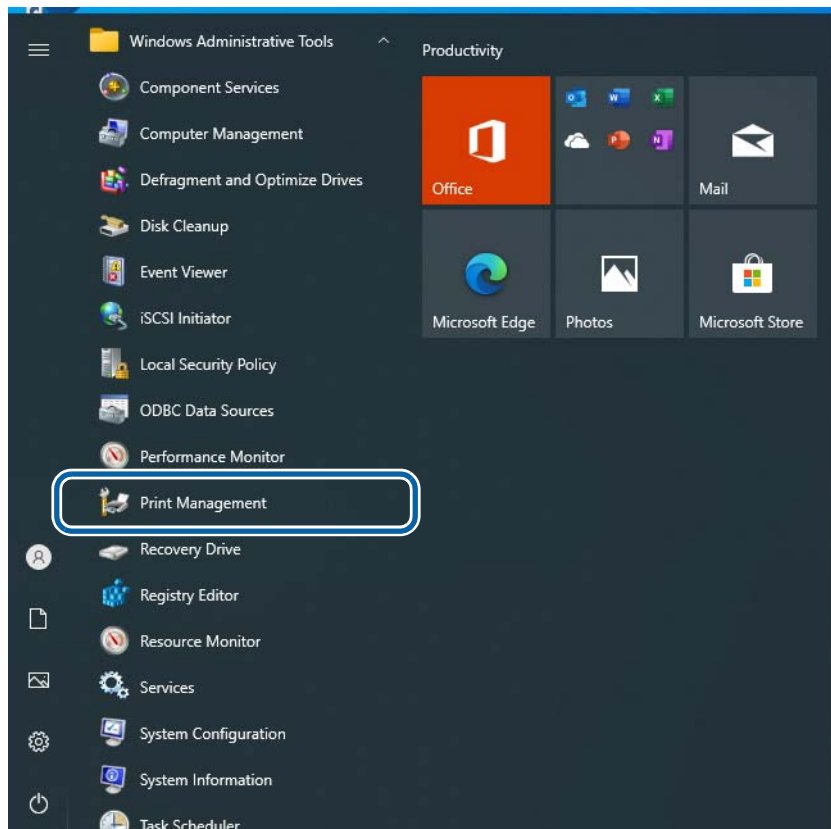 Windows Administrative Tools
Component Services
Computer Management
Defragment and Optimize Drives
Disk Cleanup
Event Viewer
iSCSI Initiator
Local Security Policy
ODBC Data Sources
Performance Monitor
Print Management
Recovery Drive
Registry Editor
Resource Monitor
Services
System Configuration
System Information
Task Scheduler
Productivity
Office
Mail
Microsoft Edge
Photos
Microsoft Store